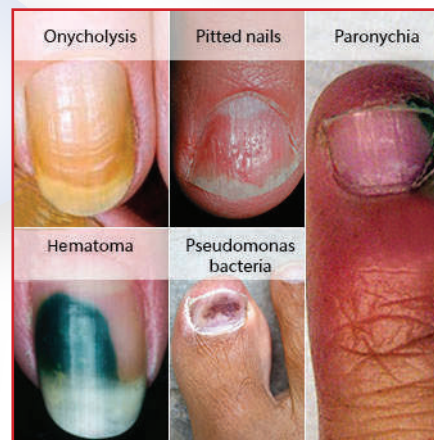 Onycholysis
Pitted nails
Paronychia
Hematoma
Pseudomonas
bacteria